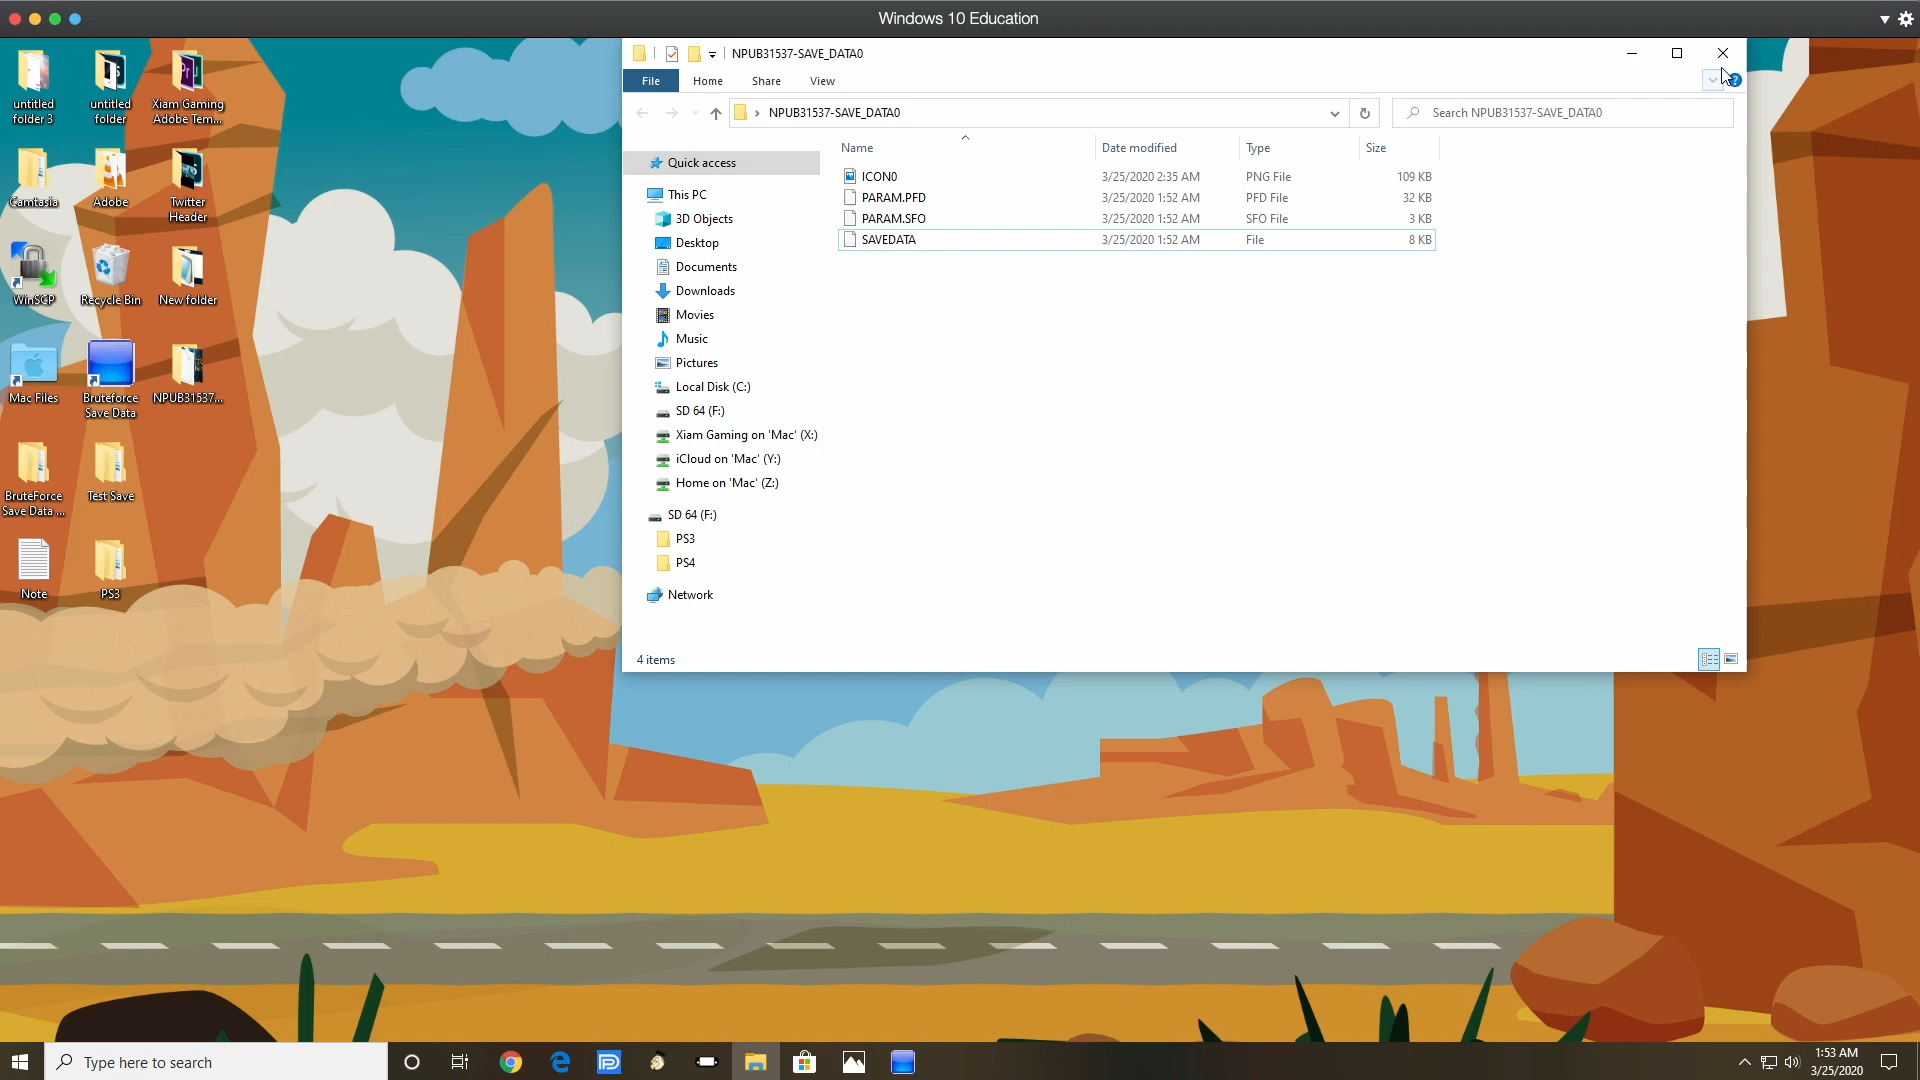 Windows 10 Education
NPUB31537-SAVE_DATA0
File Home Share View
NPUB31537-SAVE_DATA0
Search NPUB31537-SAVE_DATA0
Name Date modified Type Size
ICON0 3/25/2020 2:35 AM PNG File 109 KB
PARAM.PFD 3/25/2020 1:52 AM PFD File 32 KB
PARAM.SFO 3/25/2020 1:52 AM SFO File 3 KB
SAVEDATA 3/25/2020 1:52 AM File 8 KB
Quick access
This PC
3D Objects
Desktop
Documents
Downloads
Movies
Music
Pictures
Local Disk (C:)
SD 64 (F:)
Xiam Gaming on 'Mac' (X:)
iCloud on 'Mac' (Y:)
Home on 'Mac' (Z:)
SD 64 (F:)
PS3
PS4
Network
4 items
untitled
folder 3
untitled
folder
Xiam Gaming
Adobe Tem...
Camtasia
Adobe
Twitter
Header
WinSCP
Recycle Bin
New folder
Mac Files
Bruteforce
Save Data
NPUB31537...
BruteForce
Save Data ...
Test Save
Note
PS3
Type here to search
1:53 AM
3/25/2020